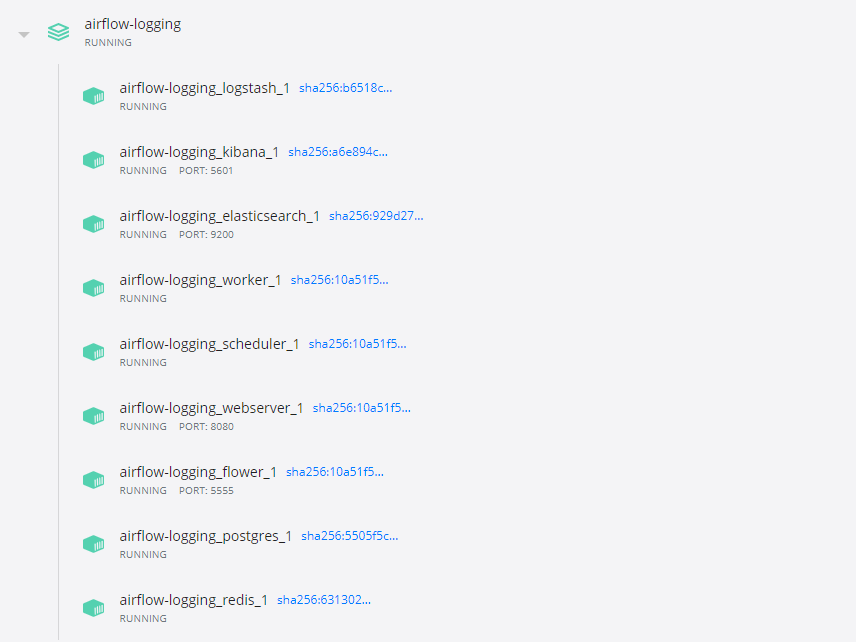 airflow-logging
RUNNING
airflow-logging_logstash_1 sha256:b6518c...
RUNNING
airflow-logging_kibana_1 sha256:a6e894c...
RUNNING PORT: 5601
airflow-logging_elasticsearch_1 sha256:929d27...
RUNNING PORT: 9200
airflow-logging_worker_1 sha256:10a51f5...
RUNNING
airflow-logging_scheduler_1 sha256:10a51f5...
RUNNING
airflow-logging_webserver_1 sha256:10a51f5...
RUNNING PORT: 8080
airflow-logging_flower_1 sha256:10a51f5...
RUNNING PORT: 5555
airflow-logging_postgres_1 sha256:5505f5c...
RUNNING
airflow-logging_redis_1 sha256:631302...
RUNNING